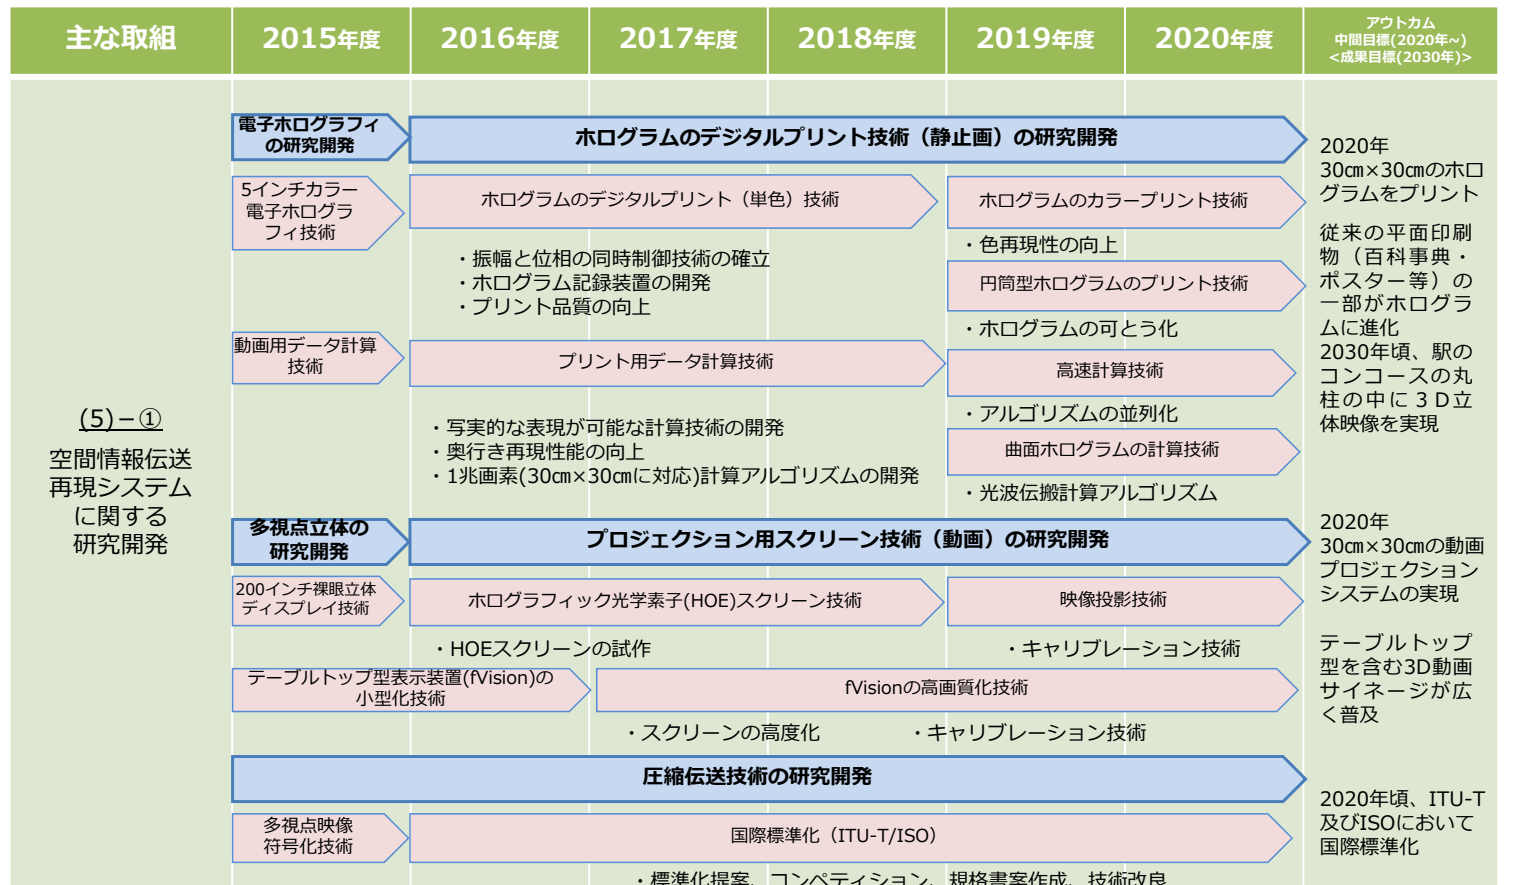 主な取組
2015年度
2016年度
2017年度
2018年度
2019年度
2020年度
アウトカム
中間目標(2020年~)
<成果目標(2030年)>
(5)－①
空間情報伝送
再現システム
に関する
研究開発
電子ホログラフィ
の研究開発
ホログラムのデジタルプリント技術（静止画）の研究開発
5インチカラー
電子ホログラ
フィ技術
ホログラムのデジタルプリント（単色）技術
ホログラムのカラープリント技術
・振幅と位相の同時制御技術の確立
・ホログラム記録装置の開発
・プリント品質の向上
・色再現性の向上
円筒型ホログラムのプリント技術
・ホログラムの可とう化
動画用データ計算
技術
プリント用データ計算技術
高速計算技術
・写実的な表現が可能な計算技術の開発
・奥行き再現性能の向上
・1兆画素(30㎝×30㎝に対応)計算アルゴリズムの開発
・アルゴリズムの並列化
曲面ホログラムの計算技術
・光波伝搬計算アルゴリズム
2020年
30㎝×30㎝のホロ
グラムをプリント
従来の平面印刷
物（百科事典・
ポスター等）の
一部がホログラ
ムに進化
2030年頃、駅の
コンコースの丸
柱の中に３Ｄ立
体映像を実現
多視点立体の
研究開発
プロジェクション用スクリーン技術（動画）の研究開発
200インチ裸眼立体
ディスプレイ技術
ホログラフィック光学素子(HOE)スクリーン技術
映像投影技術
・HOEスクリーンの試作
・キャリブレーション技術
テーブルトップ型表示装置(fVision)の
小型化技術
fVisionの高画質化技術
・スクリーンの高度化
・キャリブレーション技術
2020年
30㎝×30㎝の動画
プロジェクション
システムの実現
テーブルトップ
型を含む3D動画
サイネージが広
く普及
圧縮伝送技術の研究開発
多視点映像
符号化技術
国際標準化（ITU-T/ISO）
・標準化提案、コンペティション、規格書案作成、技術改良
2020年頃、ITU-T
及びISOにおいて
国際標準化